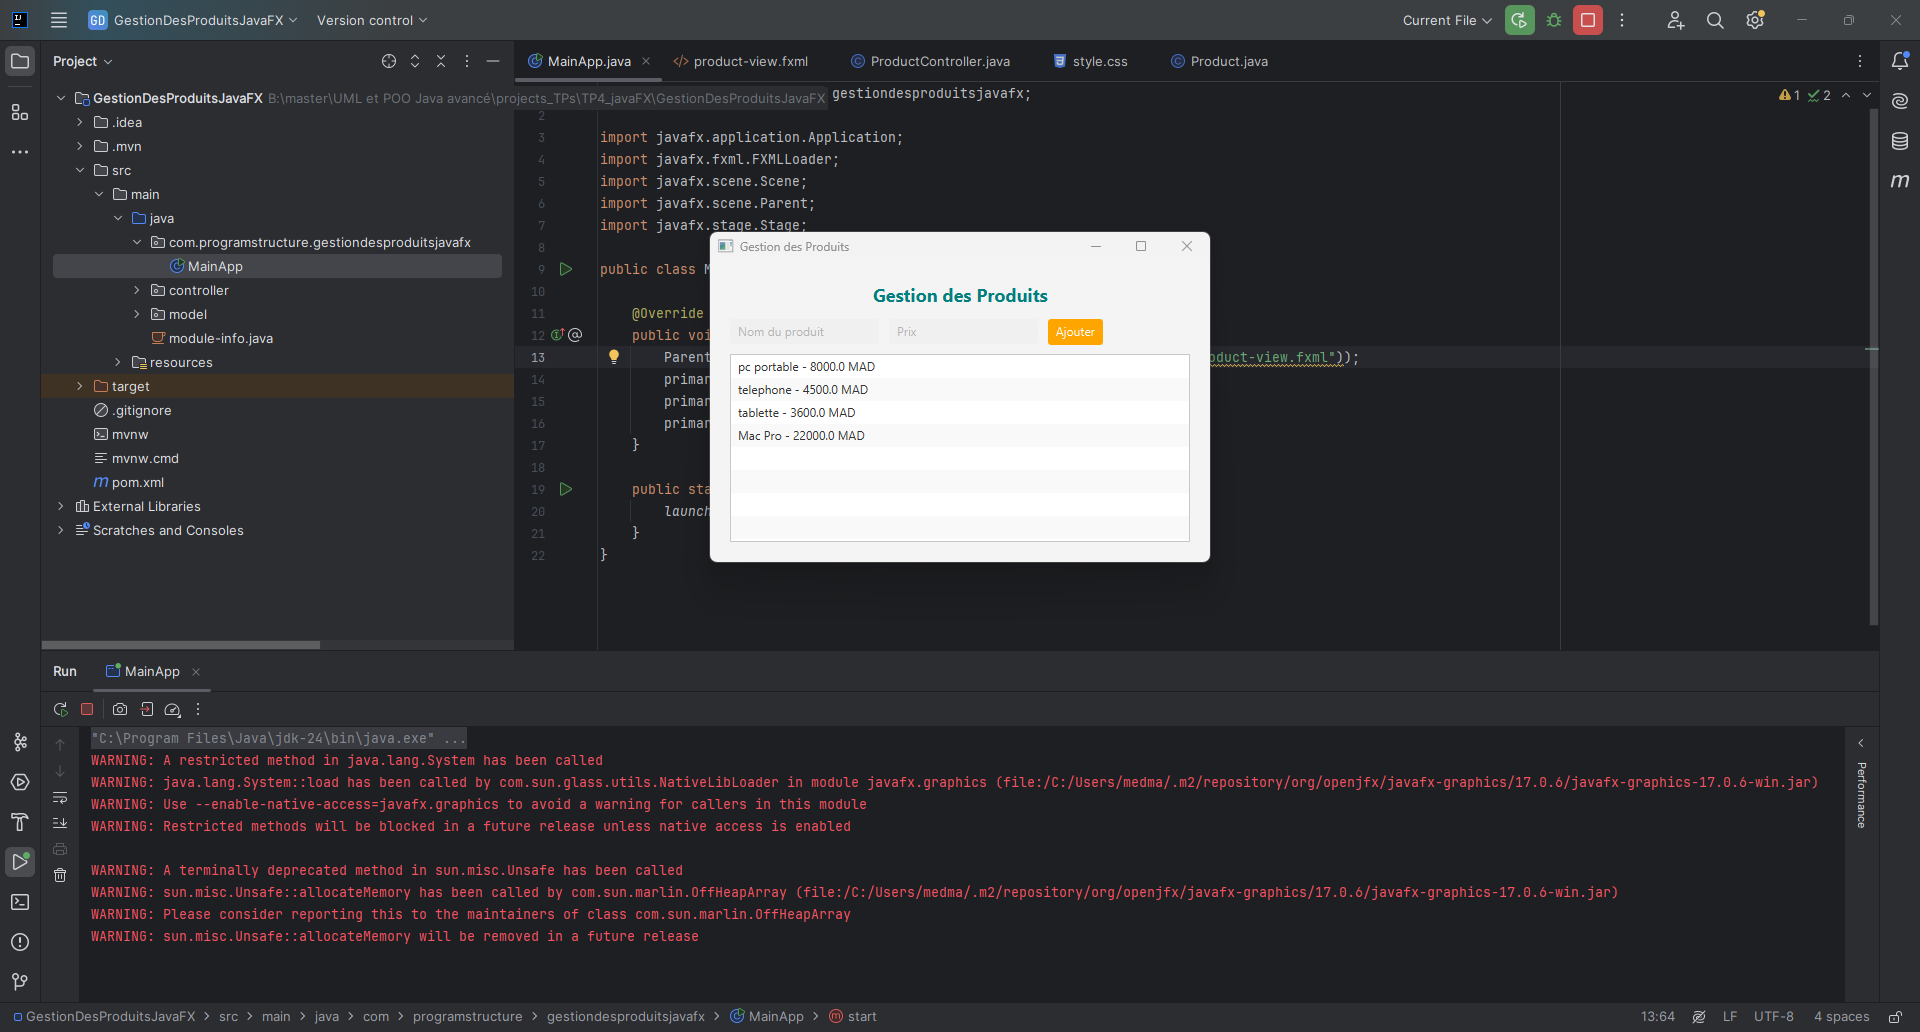 GD GestionDesProduitsJavaFX Version control Current File
Project
MainApp.java product-view.fxml ProductController.java style.css Product.java
GestionDesProduitsJavaFX B:\master\UML et POO Java avancé\projects_TPs\TP4_javaFX\GestionDesProduitsJavaFX
.idea
.mvn
src
main
java
com.programstructure.gestiondesproduitsjavafx
MainApp
controller
model
module-info.java
resources
target
.gitignore
mvnw
mvnw.cmd
m pom.xml
External Libraries
Scratches and Consoles
gestiondesproduitsjavafx;
1 2
2
3 import javafx.application.Application;
4 import javafx.fxml.FXMLLoader;
5 import javafx.scene.Scene;
6 import javafx.scene.Parent;
7 import javafx.stage.Stage;
8
9 public class M
10
11 @Override
12 public voi
13 Parent oduct-view.fxml"));
14 primar
15 primar
16 primar
17 }
18
19 public sta
20 launch
21 }
22 }
Gestion des Produits
Gestion des Produits
Nom du produit Prix Ajouter
pc portable - 8000.0 MAD
telephone - 4500.0 MAD
tablette - 3600.0 MAD
Mac Pro - 22000.0 MAD
m
Run MainApp
"C:\Program Files\Java\jdk-24\bin\java.exe" ...
WARNING: A restricted method in java.lang.System has been called
WARNING: java.lang.System::load has been called by com.sun.glass.utils.NativeLibLoader in module javafx.graphics (file:/C:/Users/medma/.m2/repository/org/openjfx/javafx-graphics/17.0.6/javafx-graphics-17.0.6-win.jar)
WARNING: Use --enable-native-access=javafx.graphics to avoid a warning for callers in this module
WARNING: Restricted methods will be blocked in a future release unless native access is enabled
WARNING: A terminally deprecated method in sun.misc.Unsafe has been called
WARNING: sun.misc.Unsafe::allocateMemory has been called by com.sun.marlin.OffHeapArray (file:/C:/Users/medma/.m2/repository/org/openjfx/javafx-graphics/17.0.6/javafx-graphics-17.0.6-win.jar)
WARNING: Please consider reporting this to the maintainers of class com.sun.marlin.OffHeapArray
WARNING: sun.misc.Unsafe::allocateMemory will be removed in a future release
Performance
GestionDesProduitsJavaFX > src > main > java > com > programstructure > gestiondesproduitsjavafx > MainApp > start
13:64 LF UTF-8 4 spaces